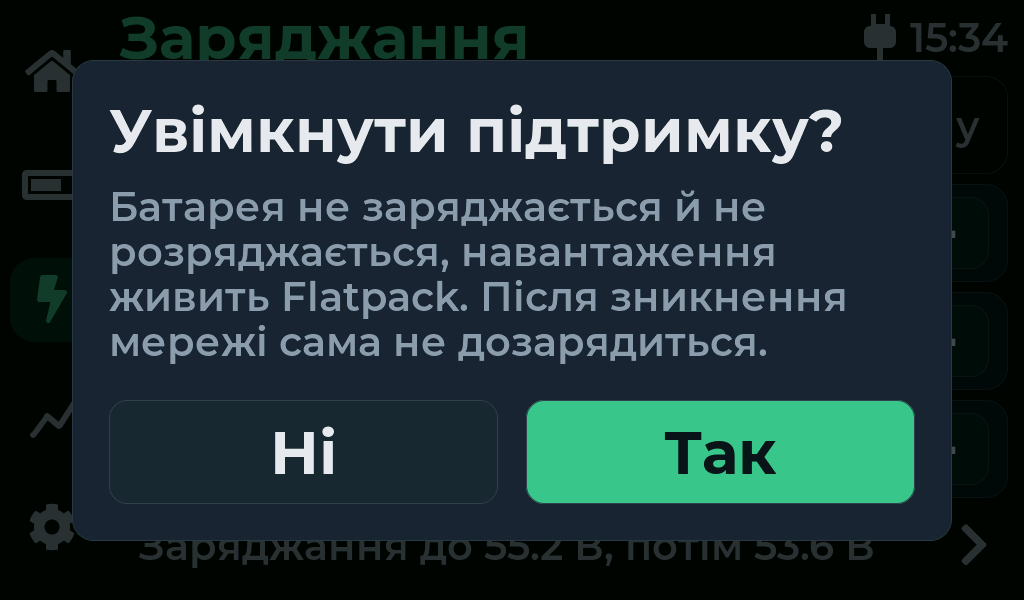 Заряджання
15:34
Увімкнути підтримку?
у
Батарея не заряджається й не
розряджається, навантаження
живить Flatpack. Після зникнення
мережі сама не дозарядиться.
Ні
Так
Заряджання до 55.2 В, потім 53.6 В